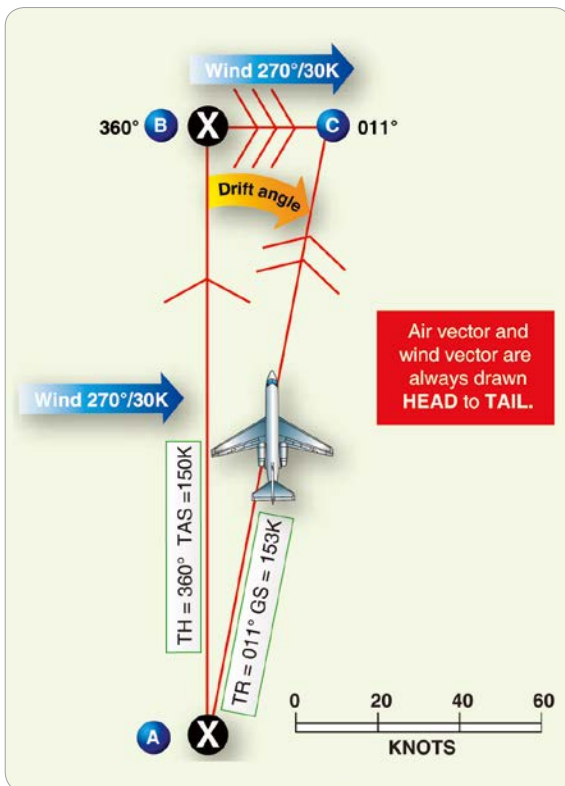 Wind 270°/30K
360° B X C 011°
Drift angle
Air vector and
wind vector are
always drawn
HEAD to TAIL.
Wind 270°/30K
TH = 360° TAS =150K
TR = 011° GS = 153K
A X
0 20 40 60
KNOTS